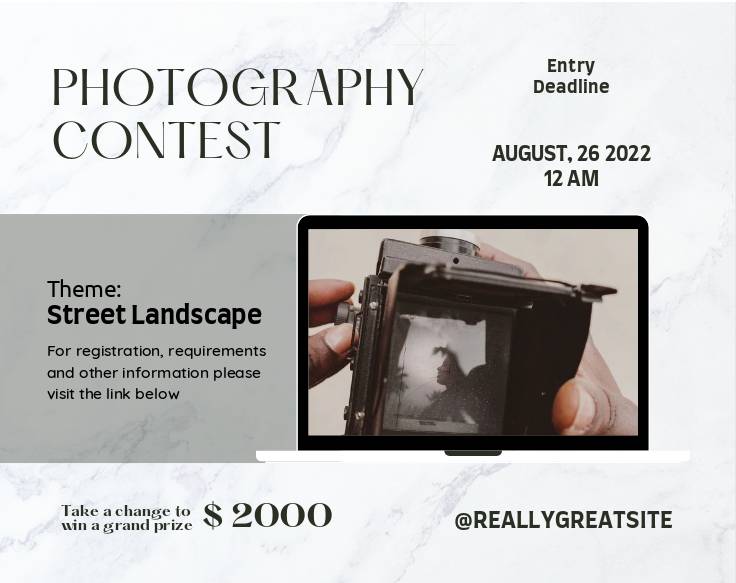 PHOTOGRAPHY
CONTEST
Entry
Deadline
AUGUST, 26 2022
12 AM
Theme:
Street Landscape
For registration, requirements
and other information please
visit the link below
Take a change to
win a grand prize
$ 2000
@REALLYGREATSITE